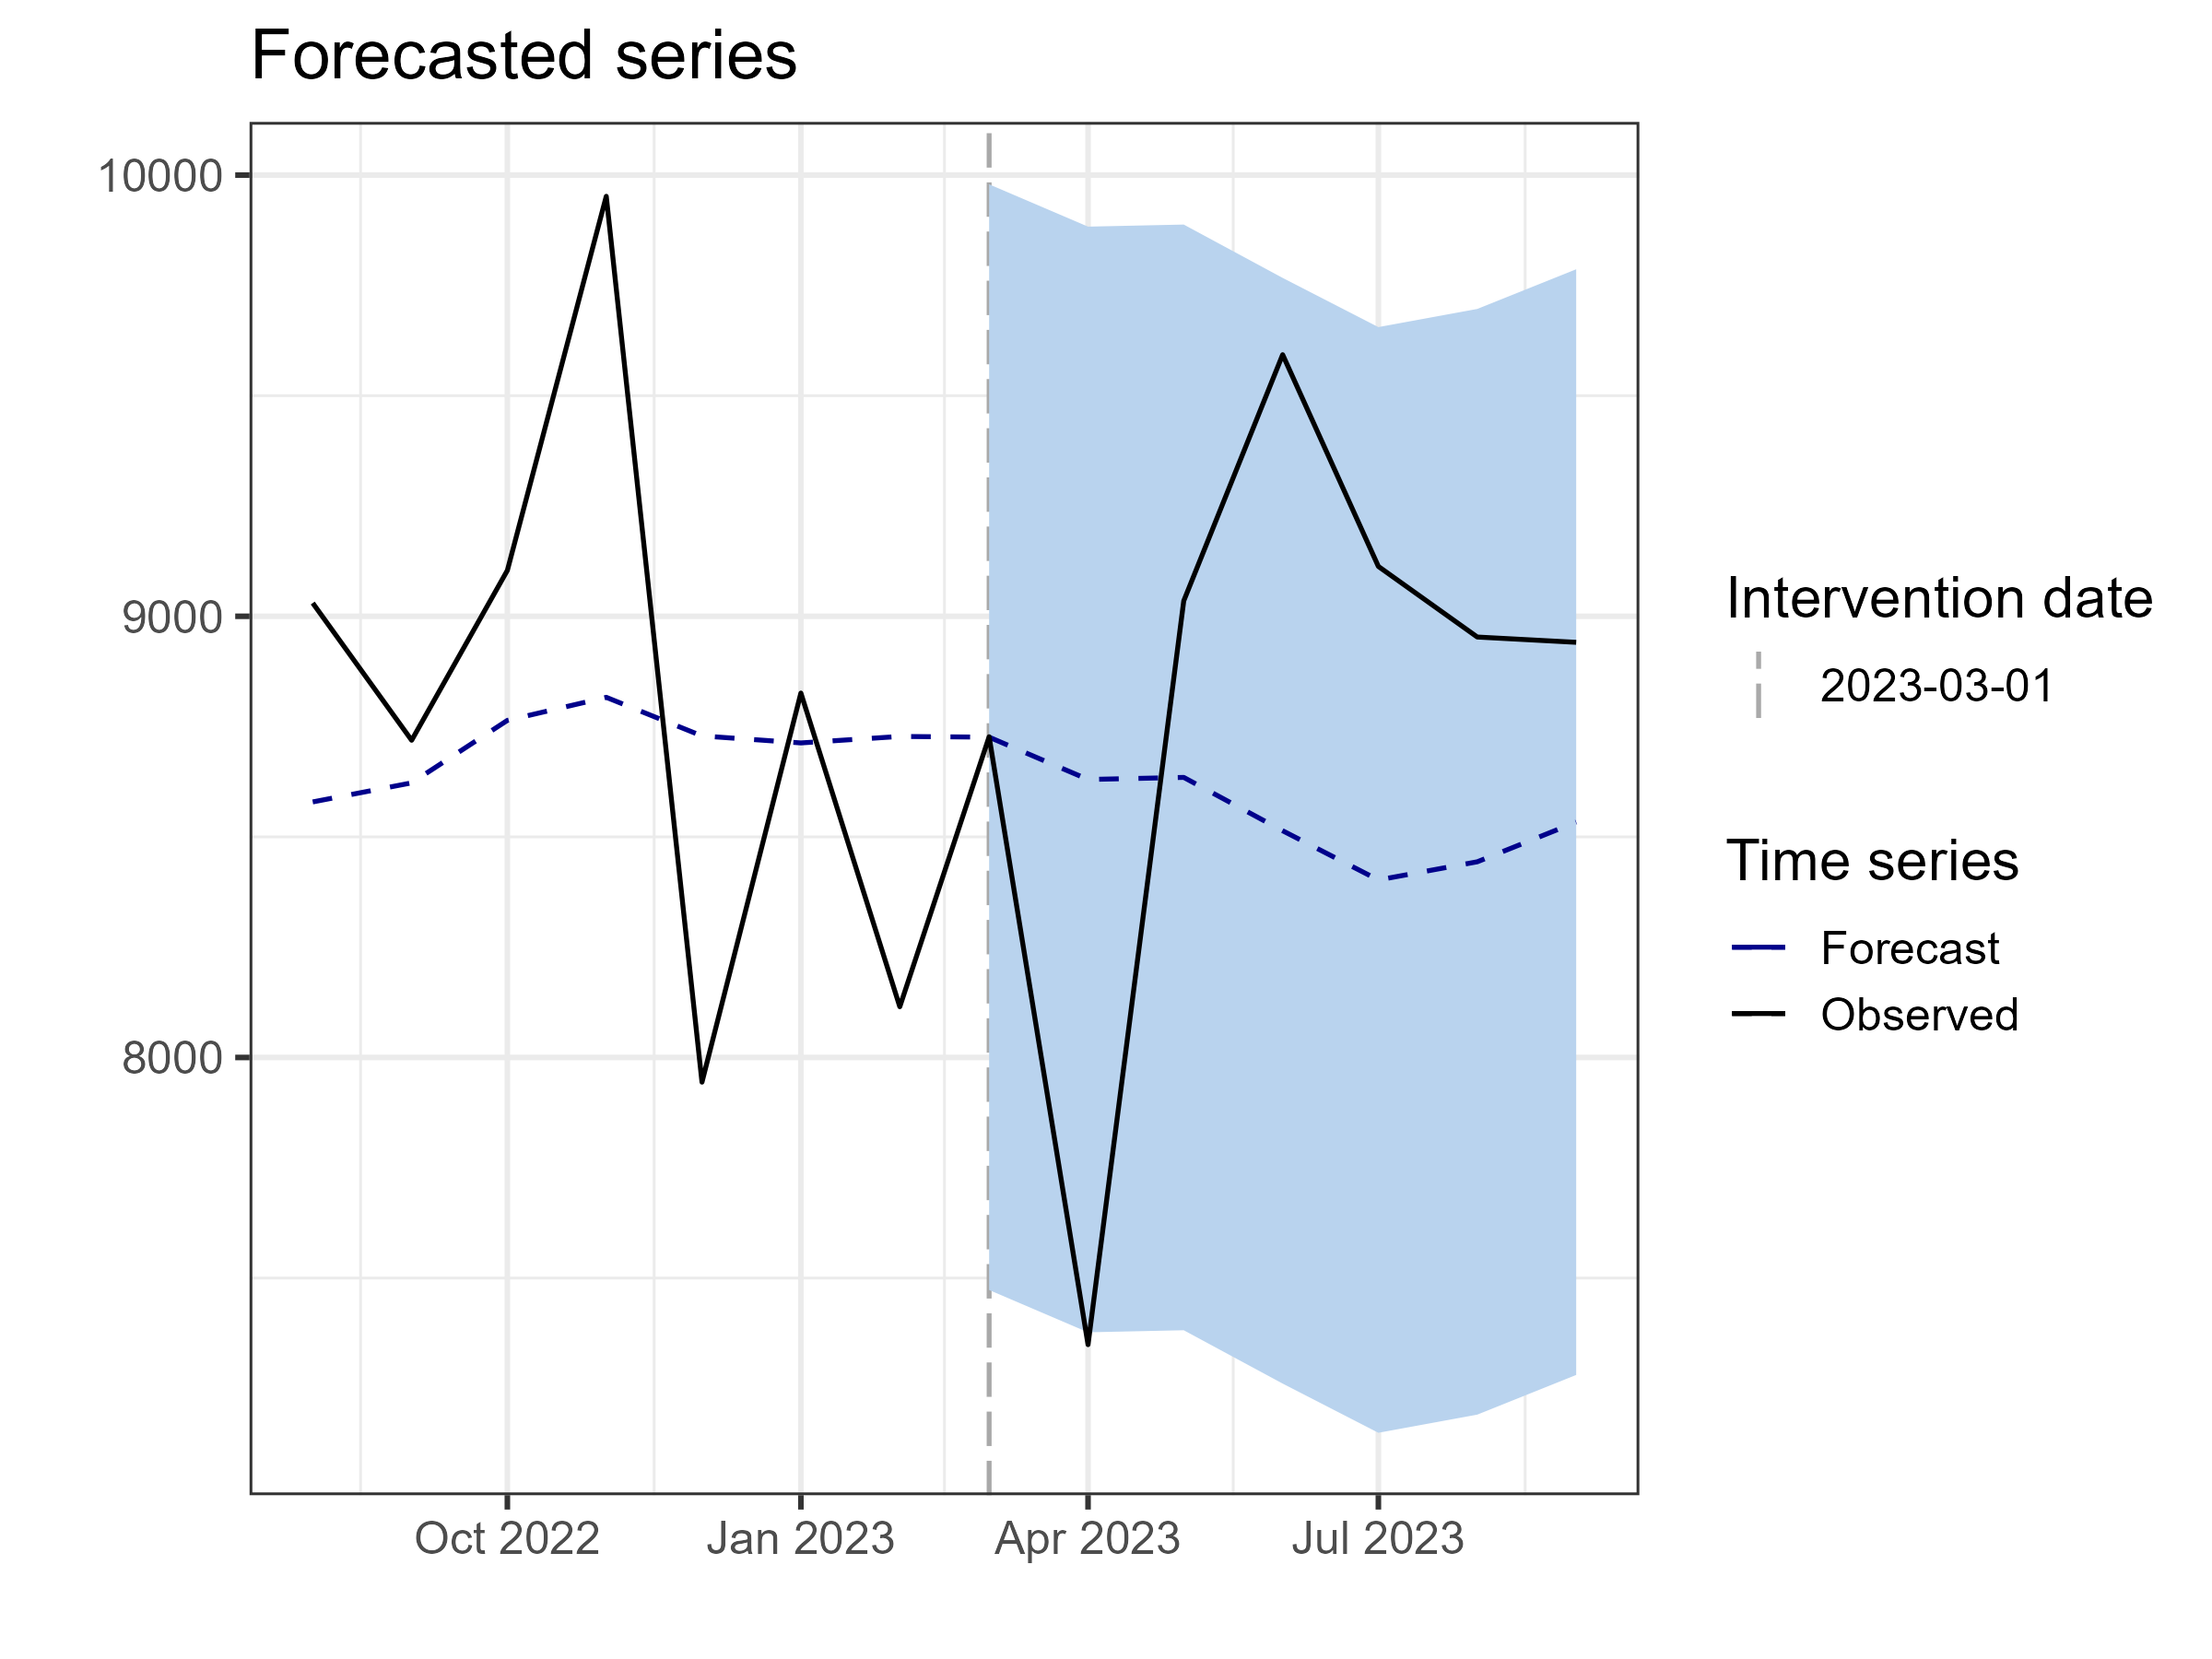 Forecasted series
10000
9000
8000
Oct 2022
Jan 2023
Apr 2023
Jul 2023
Intervention date
2023-03-01
Time series
Forecast
Observed